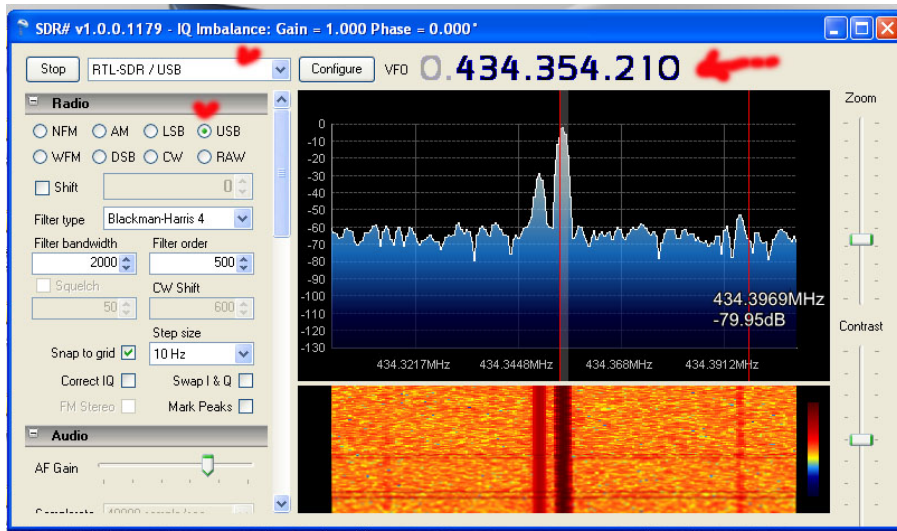 SDR# v1.0.0.1179 - IQ Imbalance: Gain = 1.000 Phase = 0.000°
Stop RTL-SDR / USB Configure VFO 0.434.354.210
Radio
NFM AM LSB USB
WFM DSB CW RAW
Shift 0
Filter type Blackman-Harris 4
Filter bandwidth Filter order
2000 500
Squelch CW Shift
50 600
Step size
Snap to grid 10 Hz
Correct IQ Swap I & Q
FM Stereo Mark Peaks
Audio
AF Gain
Zoom
0
-10
-20
-30
-40
-50
-60
-70
-80
-90
-100
-110
-120
-130
434.3969MHz
-79.95dB
434.3217MHz 434.3448MHz 434.368MHz 434.3912MHz
Contrast